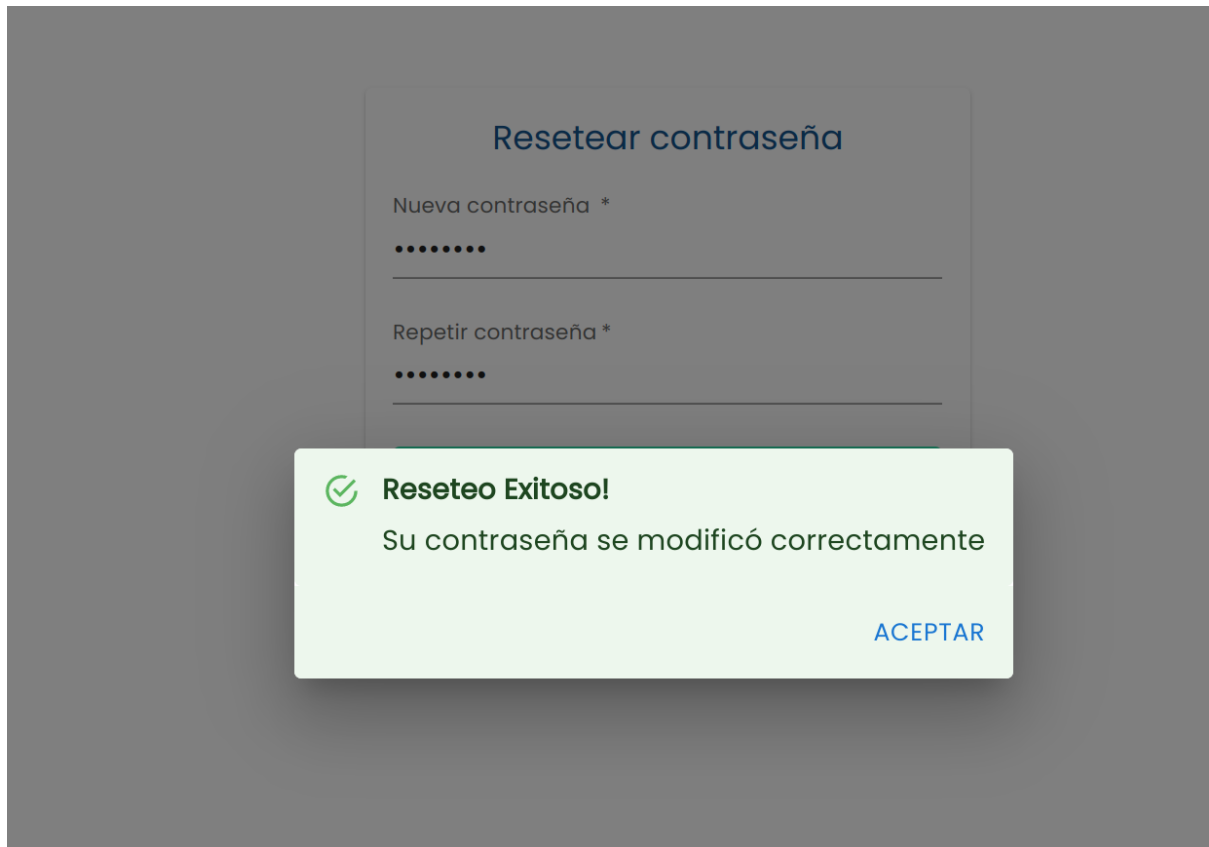 Resetear contraseña
Nueva contraseña *
••••••••
Repetir contraseña *
••••••••
Reseteo Exitoso!
Su contraseña se modificó correctamente
ACEPTAR